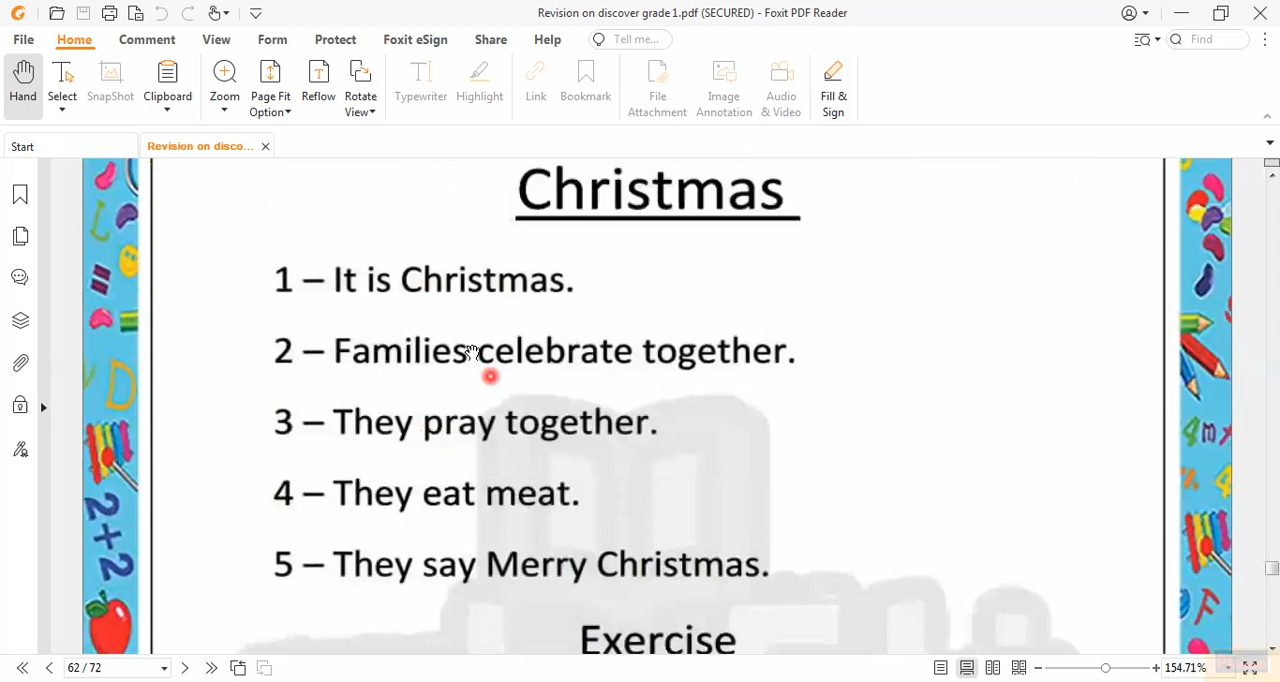 Revision on discover grade1.pdf (SECURED) - Foxit PDF Reader
File Home Comment View Form Protect Foxit eSign Share Help Tell me... Find
Hand Select SnapShot Clipboard Zoom Page Fit Option Reflow Rotate View Typewriter Highlight Link Bookmark File Attachment Image Annotation Audio & Video Fill & Sign
Start Revision on disco...
Christmas
1 – It is Christmas.
2 – Families celebrate together.
3 – They pray together.
4 – They eat meat.
5 – They say Merry Christmas.
Exercise
62 / 72 154.71%